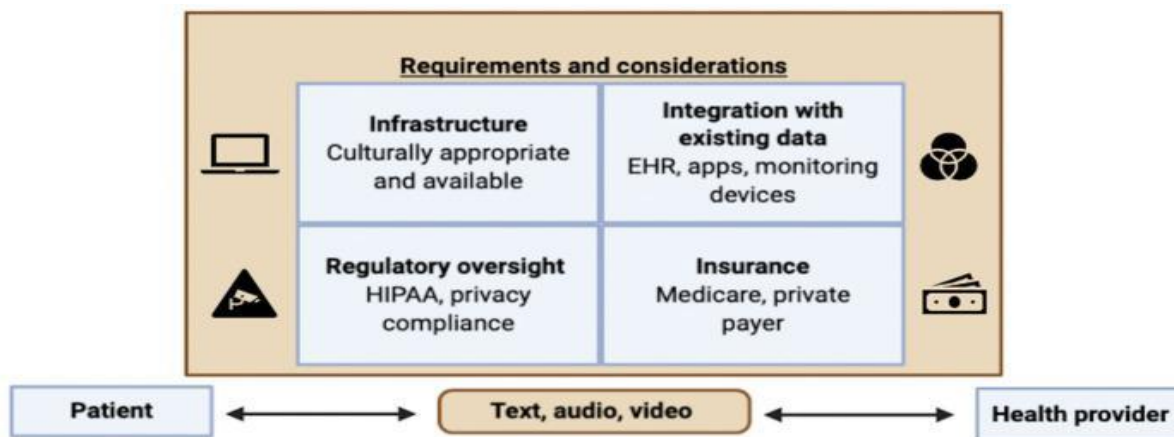 Requirements and considerations
Infrastructure
Culturally appropriate
and available
Integration with
existing data
EHR, apps, monitoring
devices
Regulatory oversight
HIPAA, privacy
compliance
Insurance
Medicare, private
payer
Patient
Text, audio, video
Health provider